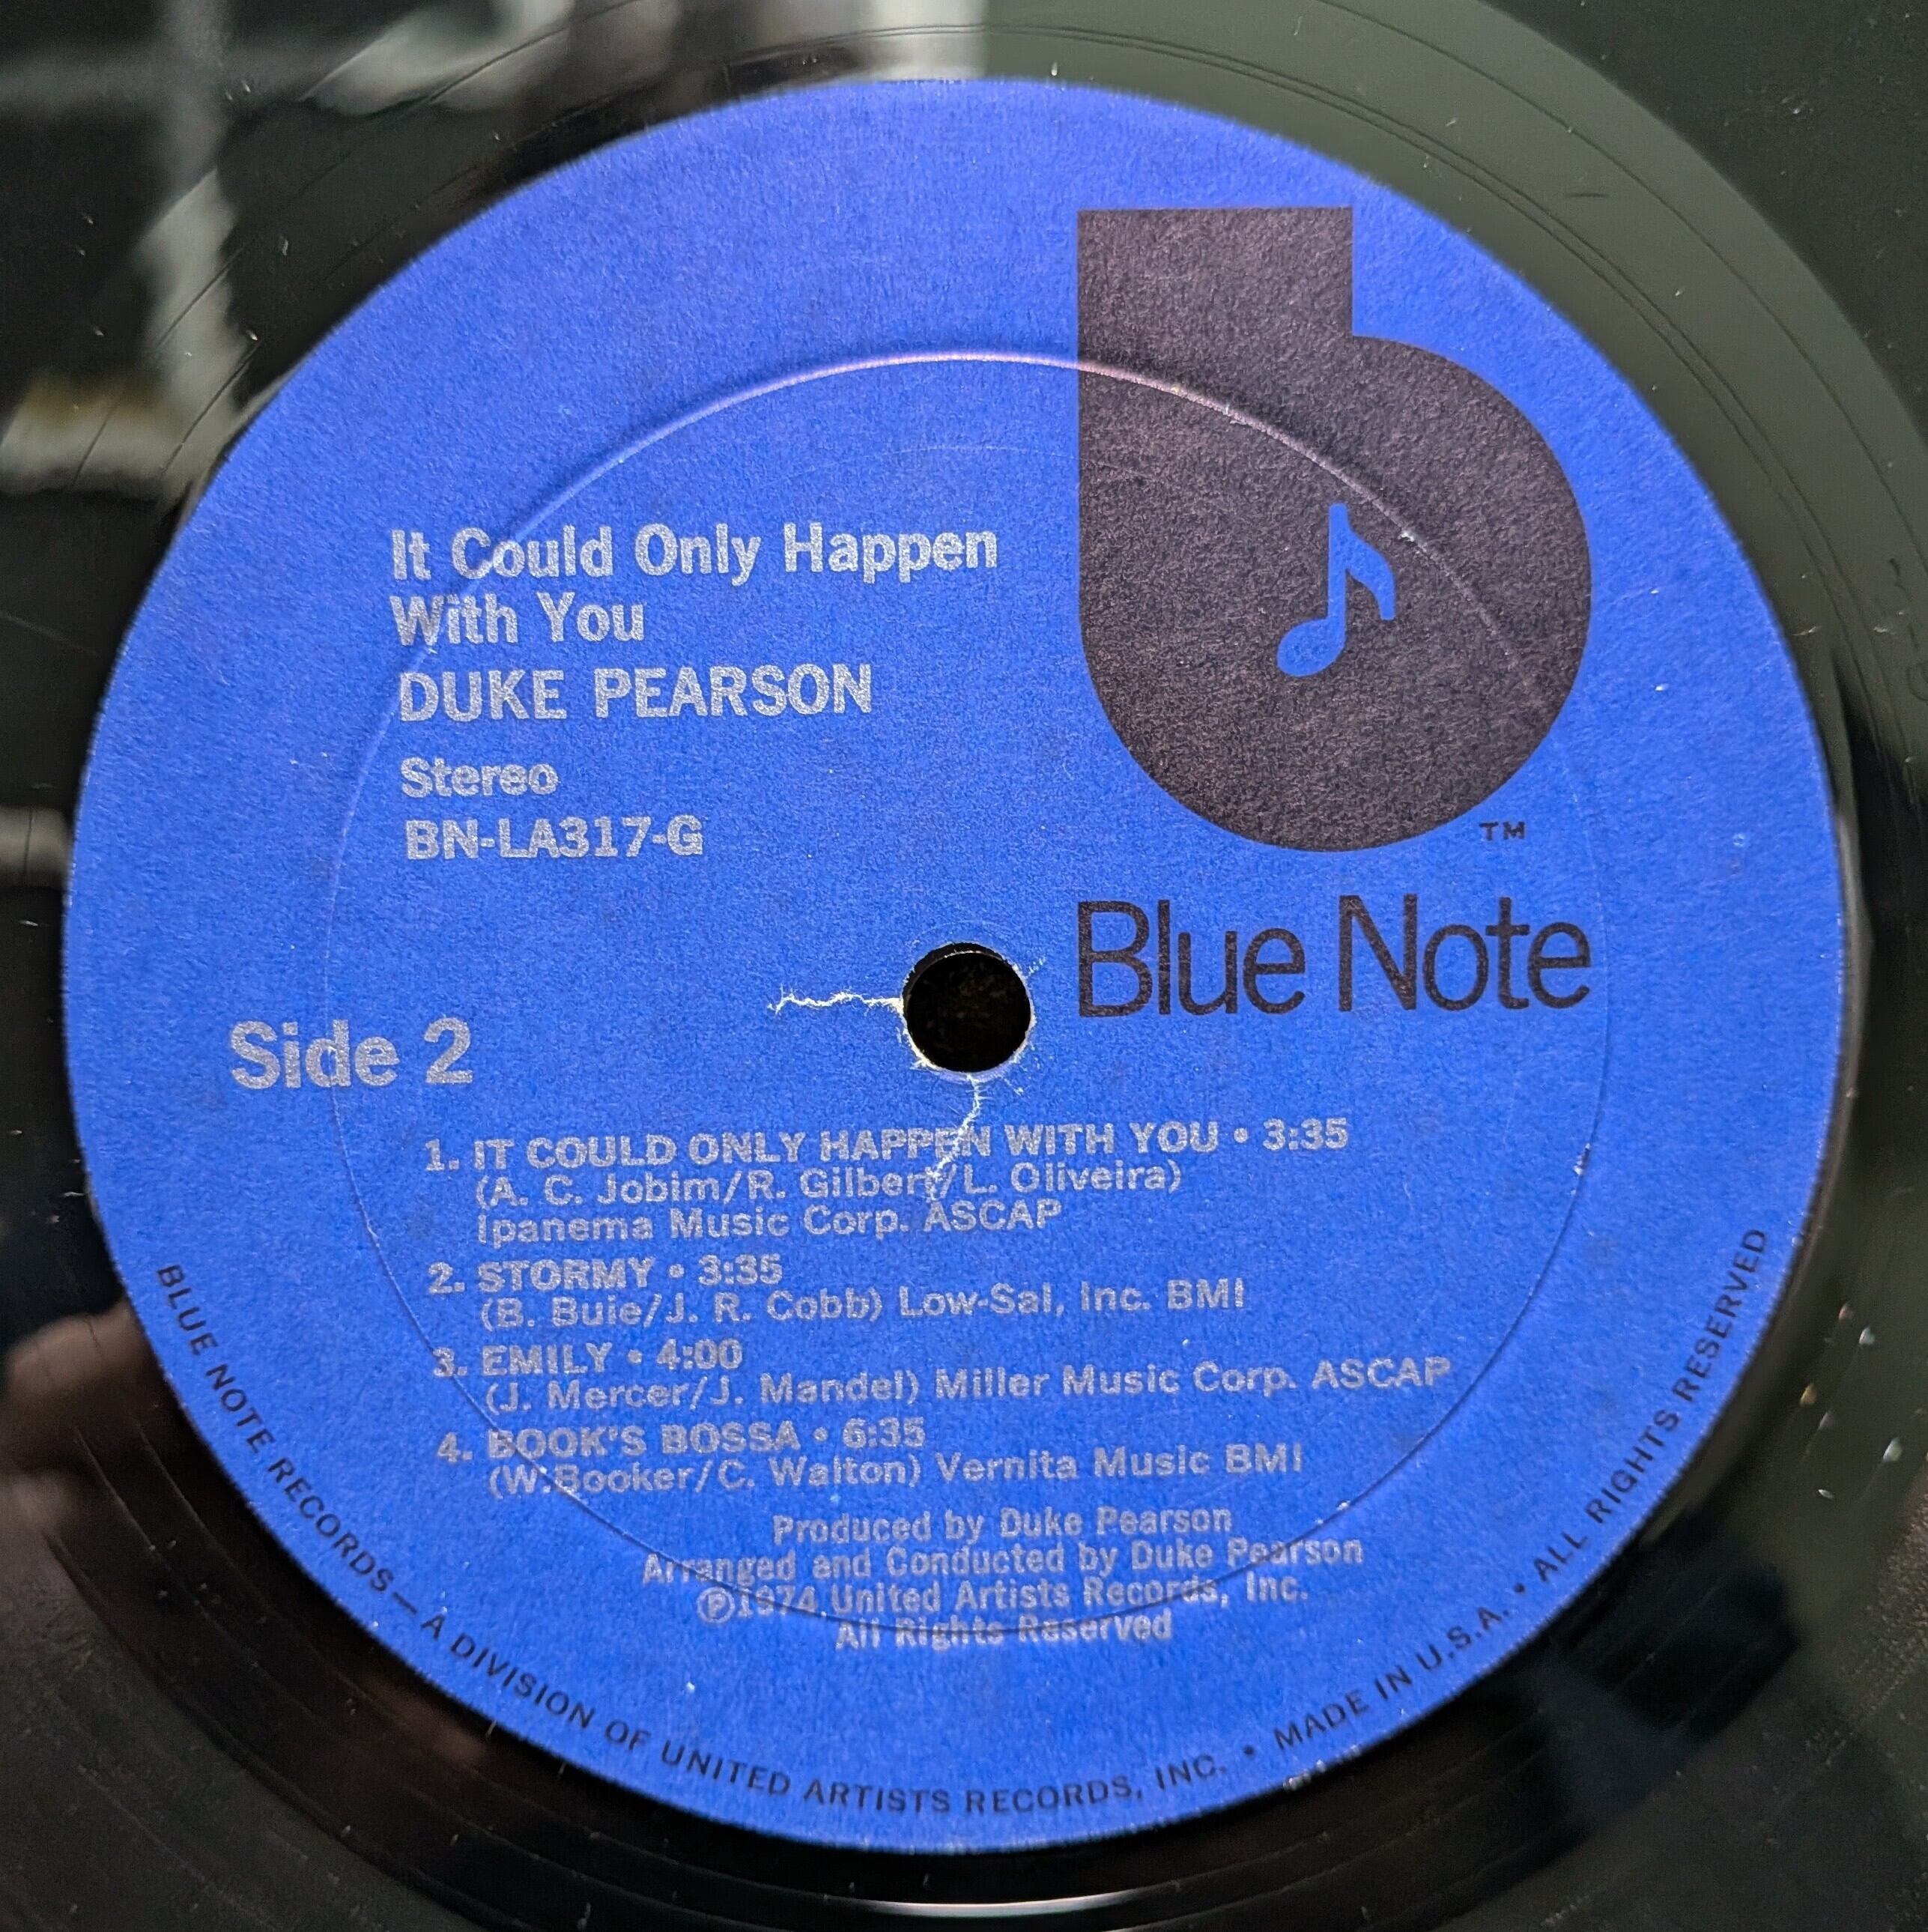 It Could Only Happen
With You
DUKE PEARSON
Stereo
BN-LA317-G
TM
Blue Note
Side 2
1. IT COULD ONLY HAPPEN WITH YOU • 3:35
(A. C. Jobim/R. Gilbert/L. Oliveira)
Ipanema Music Corp. ASCAP
2. STORMY • 3:35
(B. Buie/J. R. Cobb) Low-Sal, Inc. BMI
3. EMILY • 4:00
(J. Mercer/J. Mandel) Miller Music Corp. ASCAP
4. BOOK'S BOSSA • 6:35
(W.Booker/C. Walton) Vernita Music BMI
Produced by Duke Pearson
Arranged and Conducted by Duke Pearson
Ⓟ1974 United Artists Records, Inc.
All Rights Reserved
BLUE NOTE RECORDS—A DIVISION OF UNITED ARTISTS RECORDS, INC. • MADE IN U.S.A. • ALL RIGHTS RESERVED